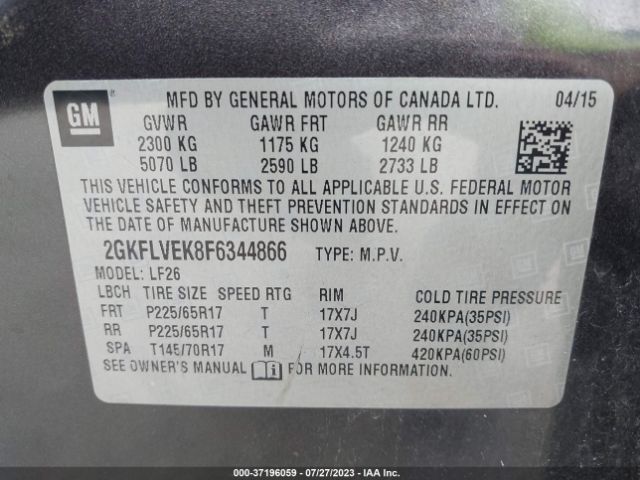 GM
MFD BY GENERAL MOTORS OF CANADA LTD. 04/15
GVWR GAWR FRT GAWR RR
2300 KG 1175 KG 1240 KG
5070 LB 2590 LB 2733 LB
THIS VEHICLE CONFORMS TO ALL APPLICABLE U.S. FEDERAL MOTOR
VEHICLE SAFETY AND THEFT PREVENTION STANDARDS IN EFFECT ON
THE DATE OF MANUFACTURE SHOWN ABOVE.
2GKFLVEK8F6344866 TYPE: M.P.V.
MODEL: LF26
LBCH TIRE SIZE SPEED RTG RIM COLD TIRE PRESSURE
FRT P225/65R17 T 17X7J 240KPA(35PSI)
RR P225/65R17 T 17X7J 240KPA(35PSI)
SPA T145/70R17 M 17X4.5T 420KPA(60PSI)
SEE OWNER'S MANUAL FOR MORE INFORMATION.
000-37196059 - 07/27/2023 - IAA Inc.